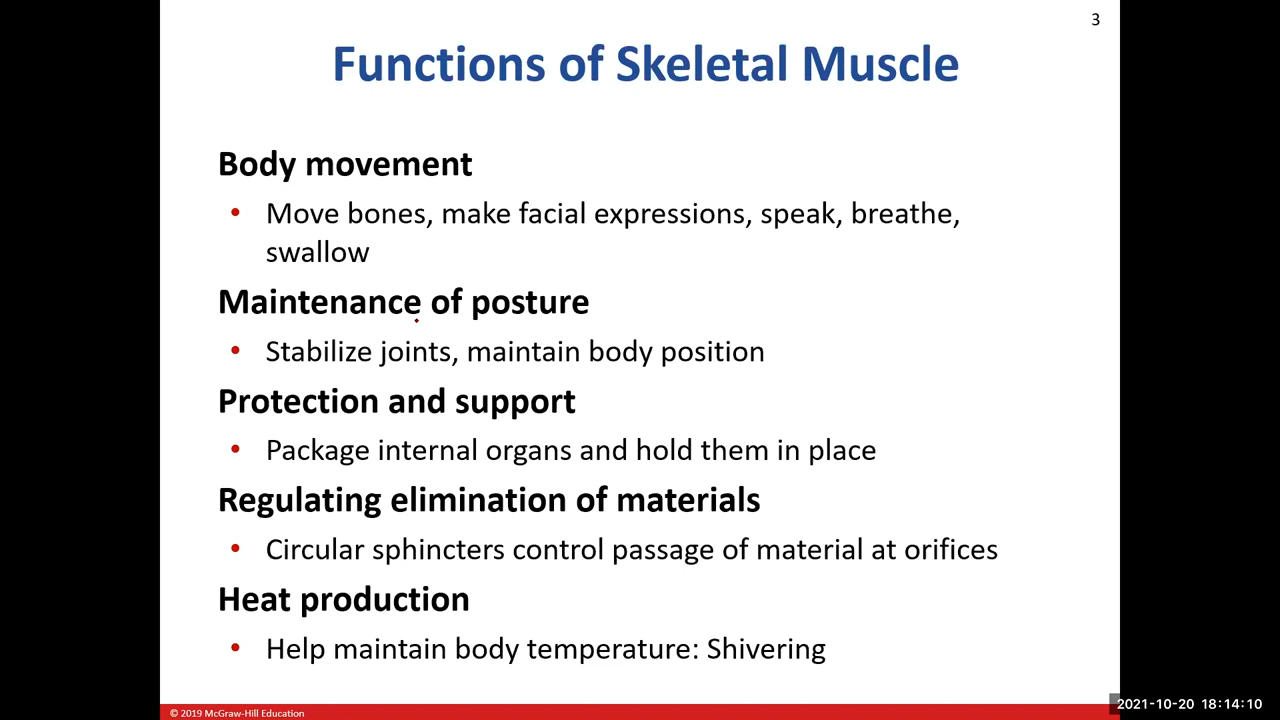 3
Functions of Skeletal Muscle
Body movement
• Move bones, make facial expressions, speak, breathe,
swallow
Maintenance of posture
• Stabilize joints, maintain body position
Protection and support
• Package internal organs and hold them in place
Regulating elimination of materials
• Circular sphincters control passage of material at orifices
Heat production
• Help maintain body temperature: Shivering
© 2019 McGraw-Hill Education
2021-10-20 18:14:10